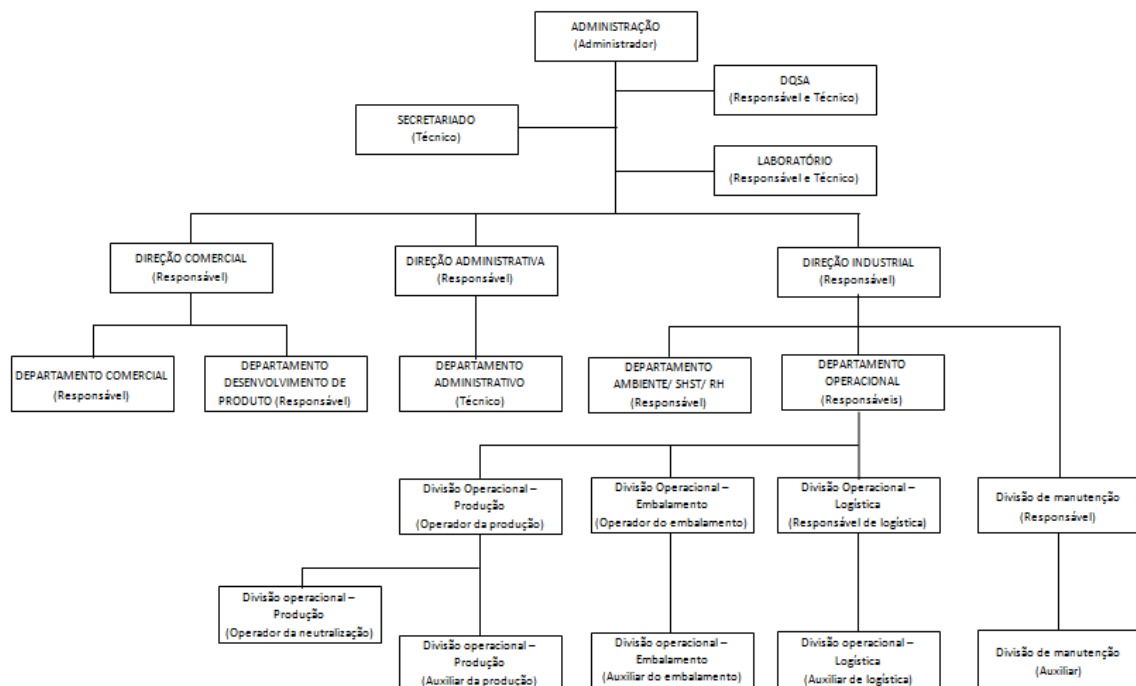 ADMINISTRAÇÃO
(Administrador)
DQSA
(Responsável e Técnico)
SECRETARIADO
(Técnico)
LABORATÓRIO
(Responsável e Técnico)
DIREÇÃO COMERCIAL
(Responsável)
DIREÇÃO ADMINISTRATIVA
(Responsável)
DIREÇÃO INDUSTRIAL
(Responsável)
DEPARTAMENTO COMERCIAL
(Responsável)
DEPARTAMENTO
DESENVOLVIMENTO DE
PRODUTO (Responsável)
DEPARTAMENTO
ADMINISTRATIVO
(Técnico)
DEPARTAMENTO
AMBIENTE/ SHST/ RH
(Responsável)
DEPARTAMENTO
OPERACIONAL
(Responsáveis)
Divisão Operacional –
Produção
(Operador da produção)
Divisão Operacional –
Embalamento
(Operador do embalamento)
Divisão Operacional –
Logística
(Responsável de logística)
Divisão de manutenção
(Responsável)
Divisão operacional –
Produção
(Operador da neutralização)
Divisão operacional –
Produção
(Auxiliar da produção)
Divisão operacional –
Embalamento
(Auxiliar do embalamento)
Divisão operacional –
Logística
(Auxiliar de logística)
Divisão de manutenção
(Auxiliar)